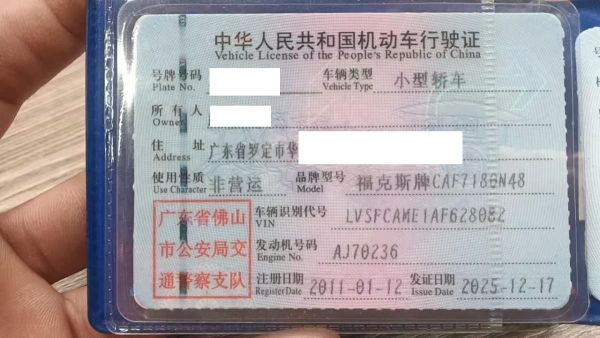 中华人民共和国机动车行驶证
Vehicle License of the People's Republic of China
号牌号码 车辆类型 小型轿车
Plate No. Vehicle Type
所有人
Owner
住址 广东省罗定市华
Address
使用性质 非营运 品牌型号 福克斯牌CAF7186N48
Use Character Model
广东省佛山 车辆识别代号 LVSFCAME1AF628082
VIN
市公安局交 发动机号码 AJ70236
Engine No.
通警察支队 注册日期 2011-01-12 发证日期 2025-12-17
Register Date Issue Date